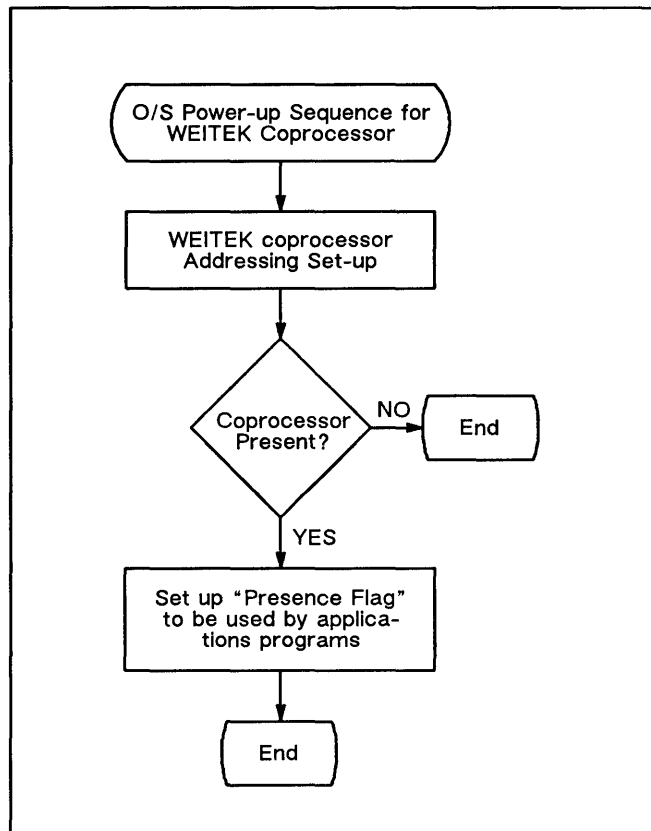 O/S Power-up Sequence for
WEITEK Coprocessor
WEITEK coprocessor
Addressing Set-up
Coprocessor
Present?
NO
End
YES
Set up “Presence Flag”
to be used by applica-
tions programs
End